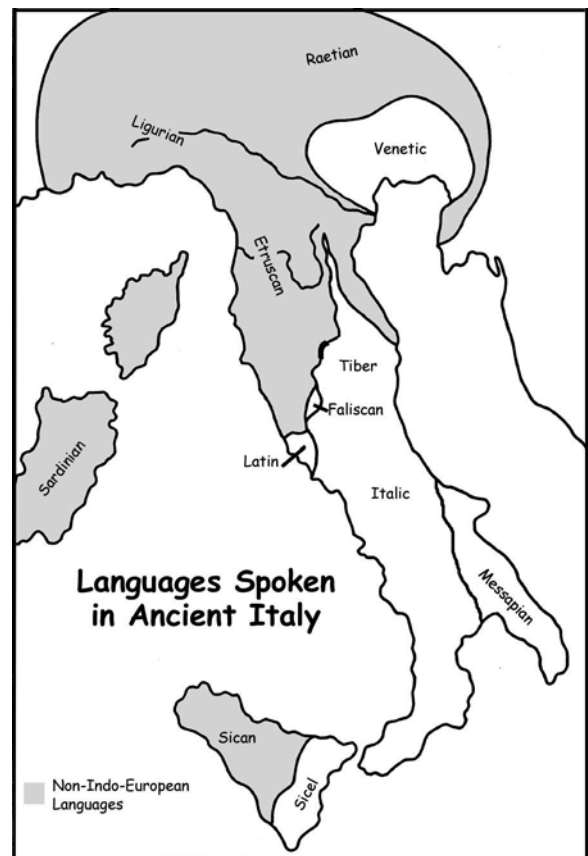 Raetian
Ligurian
Venetic
Etruscan
Tiber
Faliscan
Latin
Sardinian
Italic
Languages Spoken
in Ancient Italy
Messapian
Sican
Sicel
Non-Indo-European
Languages